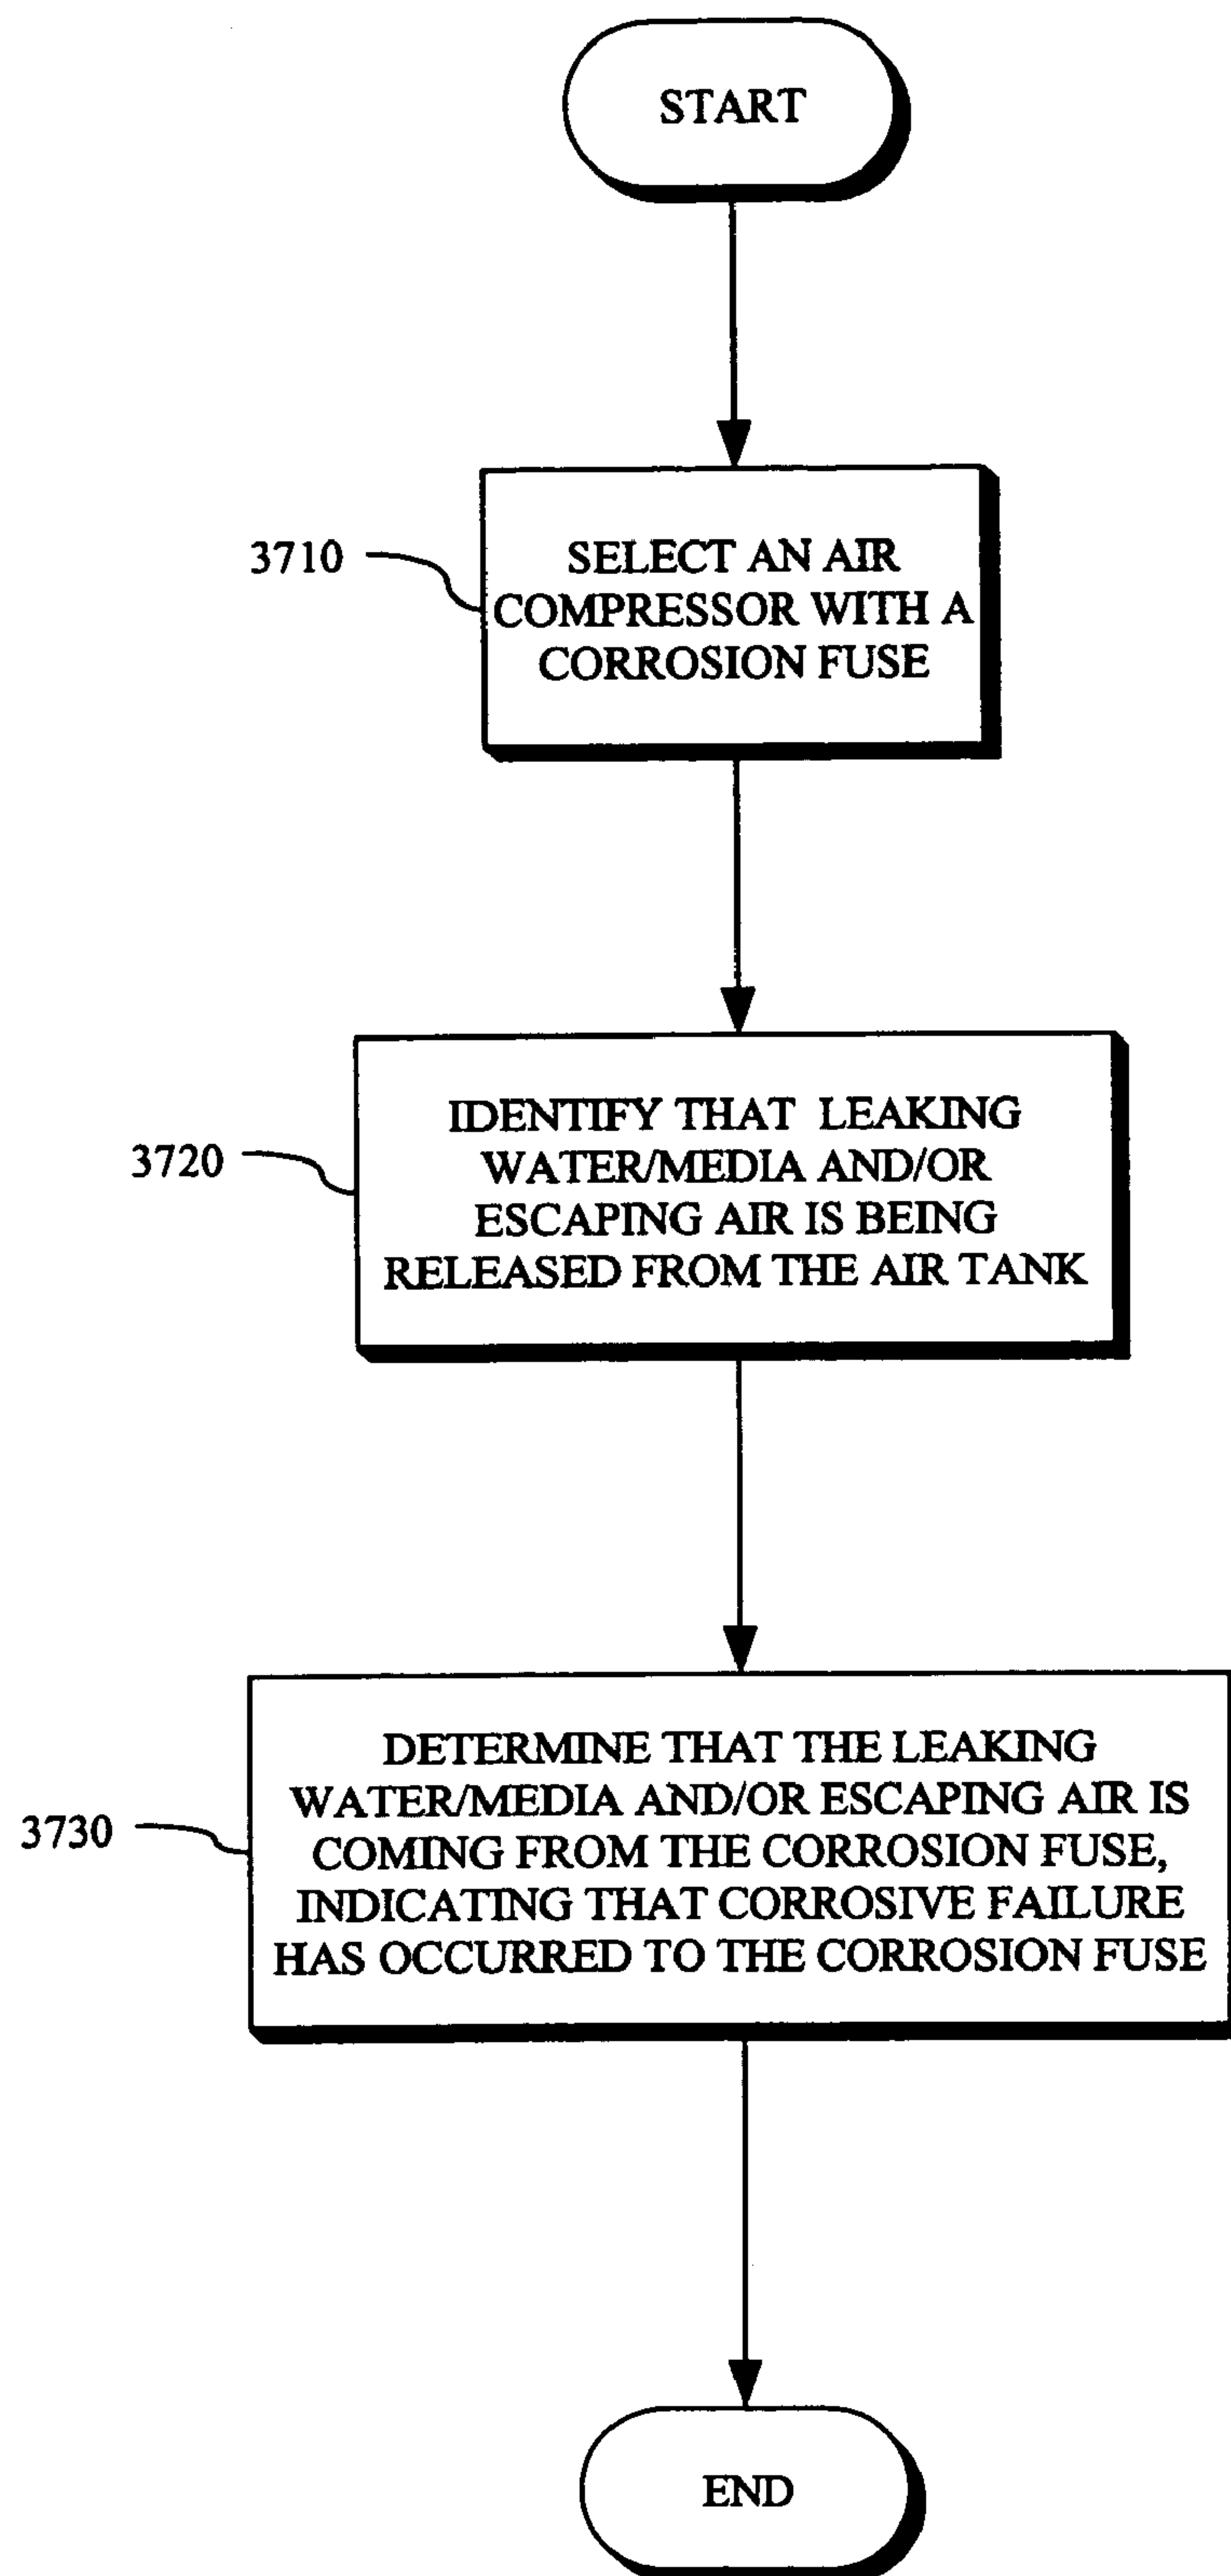 START
3710
SELECT AN AIR
COMPRESSOR WITH A
CORROSION FUSE
3720
IDENTIFY THAT LEAKING
WATER/MEDIA AND/OR
ESCAPING AIR IS BEING
RELEASED FROM THE AIR TANK
3730
DETERMINE THAT THE LEAKING
WATER/MEDIA AND/OR ESCAPING AIR IS
COMING FROM THE CORROSION FUSE,
INDICATING THAT CORROSIVE FAILURE
HAS OCCURRED TO THE CORROSION FUSE
END